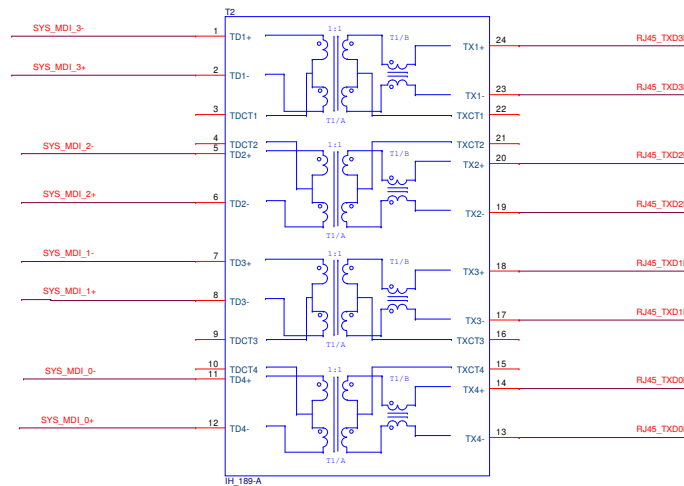 T2
SYS_MDI_3- 1 TD1+ 1:1 T1/B TX1+ 24 RJ45_TXD3
SYS_MDI_3+ 2 TD1- TX1- 23 RJ45_TXD3
3 TDCT1 T1/A TXCT1 22
4 TDCT2 1:1 TXCT2 21
SYS_MDI_2- 5 TD2+ T1/B TX2+ 20 RJ45_TXD2
SYS_MDI_2+ 6 TD2- T1/A TX2- 19 RJ45_TXD2
SYS_MDI_1- 7 TD3+ 1:1 T1/B TX3+ 18 RJ45_TXD1
SYS_MDI_1+ 8 TD3- TX3- 17 RJ45_TXD1
9 TDCT3 T1/A TXCT3 16
10 TDCT4 1:1 TXCT4 15
SYS_MDI_0- 11 TD4+ T1/B TX4+ 14 RJ45_TXD0
SYS_MDI_0+ 12 TD4- T1/A TX4- 13 RJ45_TXD0
IH_189-A